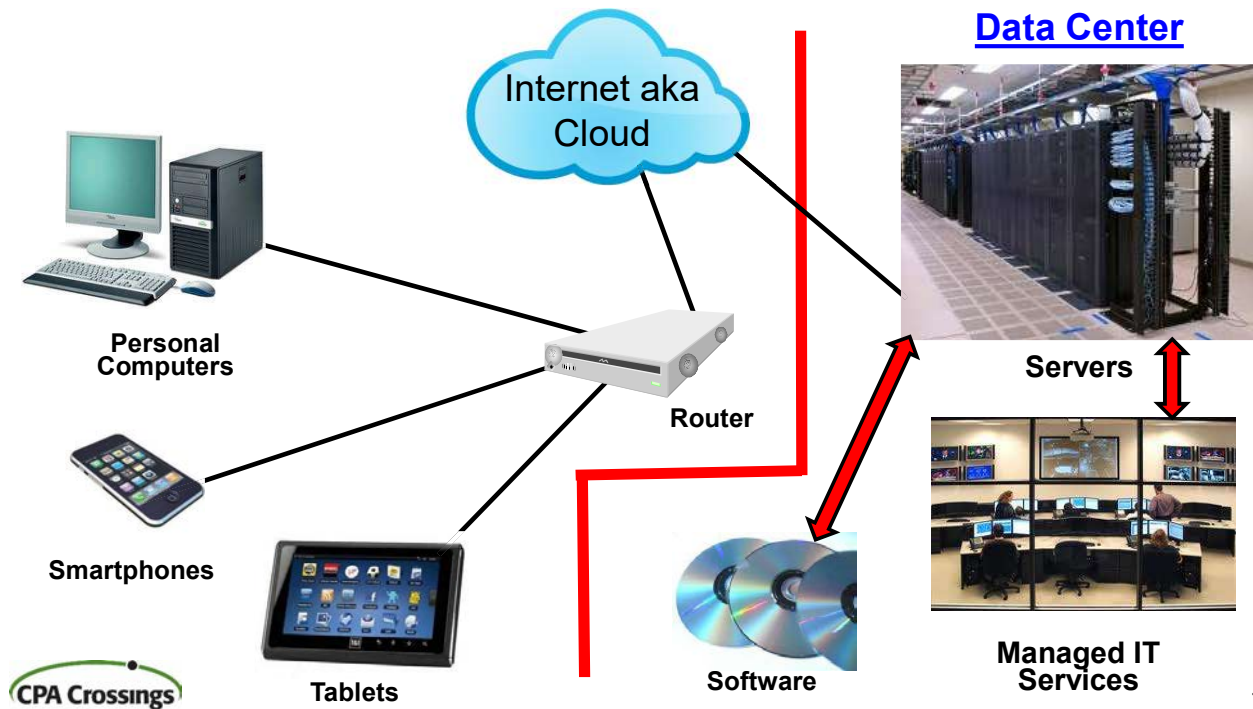 Data Center
Internet aka
Cloud
Personal
Computers
Servers
Router
Smartphones
Tablets
Software
Managed IT
Services
CPA Crossings